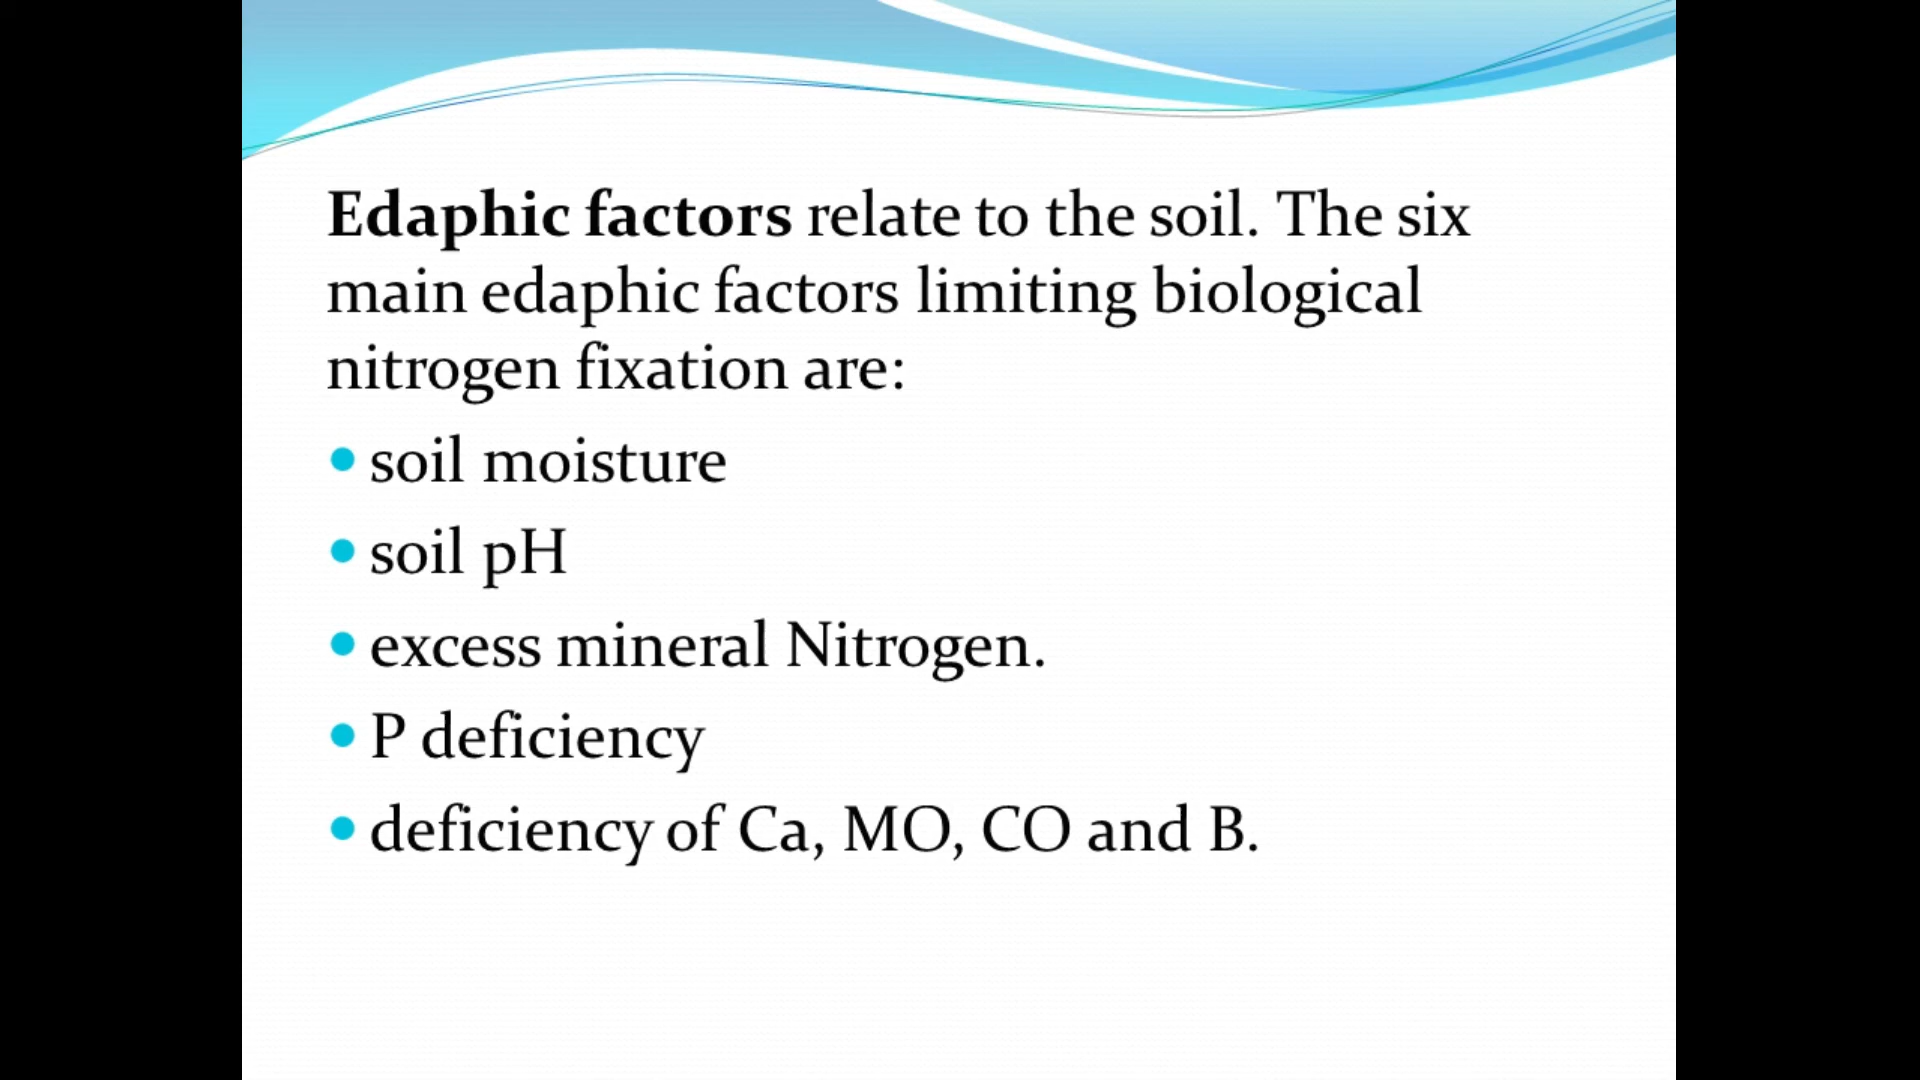 Edaphic factors relate to the soil. The six
main edaphic factors limiting biological
nitrogen fixation are:
• soil moisture
• soil pH
• excess mineral Nitrogen.
• P deficiency
• deficiency of Ca, MO, CO and B.